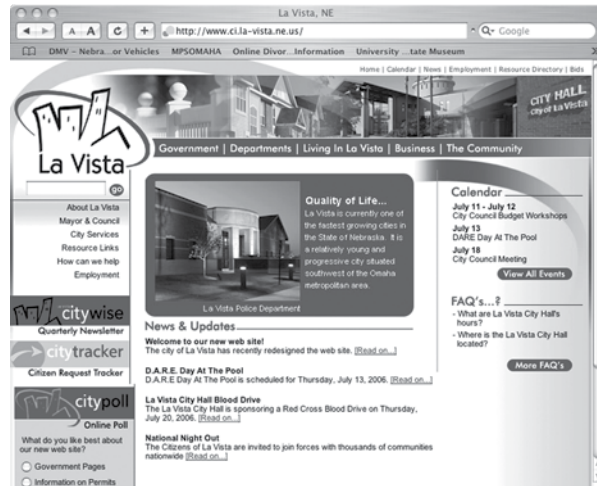 La Vista, NE
A A C + http://www.ci.la-vista.ne.us/ Q- Google
DMV – Nebra...or Vehicles MPSOMAHA Online Divor...Information University ...tate Museum
Home | Calendar | News | Employment | Resource Directory | Bids
CITY HALL
city of La Vista
La Vista
Government | Departments | Living In La Vista | Business | The Community
go
About La Vista
Mayor & Council
City Services
Resource Links
How can we help
Employment
citywise
Quarterly Newsletter
citytracker
Citizen Request Tracker
citypoll
Online Poll
What do you like best about
our new web site?
Government Pages
Information on Permits
Quality of Life...
La Vista is currently one of
the fastest growing cities in
the State of Nebraska. It is
a relatively young and
progressive city situated
southwest of the Omaha
metropolitan area.
La Vista Police Department
News & Updates
Welcome to our new web site!
The city of La Vista has recently redesigned the web site. [Read on...]
D.A.R.E. Day At The Pool
D.A.R.E Day At The Pool is scheduled for Thursday, July 13, 2006. [Read on...]
La Vista City Hall Blood Drive
The La Vista City Hall is sponsoring a Red Cross Blood Drive on Thursday,
July 20, 2006. [Read on...]
National Night Out
The Citizens of La Vista are invited to join forces with thousands of communities
nationwide [Read on...]
Calendar
July 11 - July 12
City Council Budget Workshops
July 13
DARE Day At The Pool
July 18
City Council Meeting
View All Events
FAQ's...?
- What are La Vista City Hall's
hours?
- Where is the La Vista City Hall
located?
More FAQ's